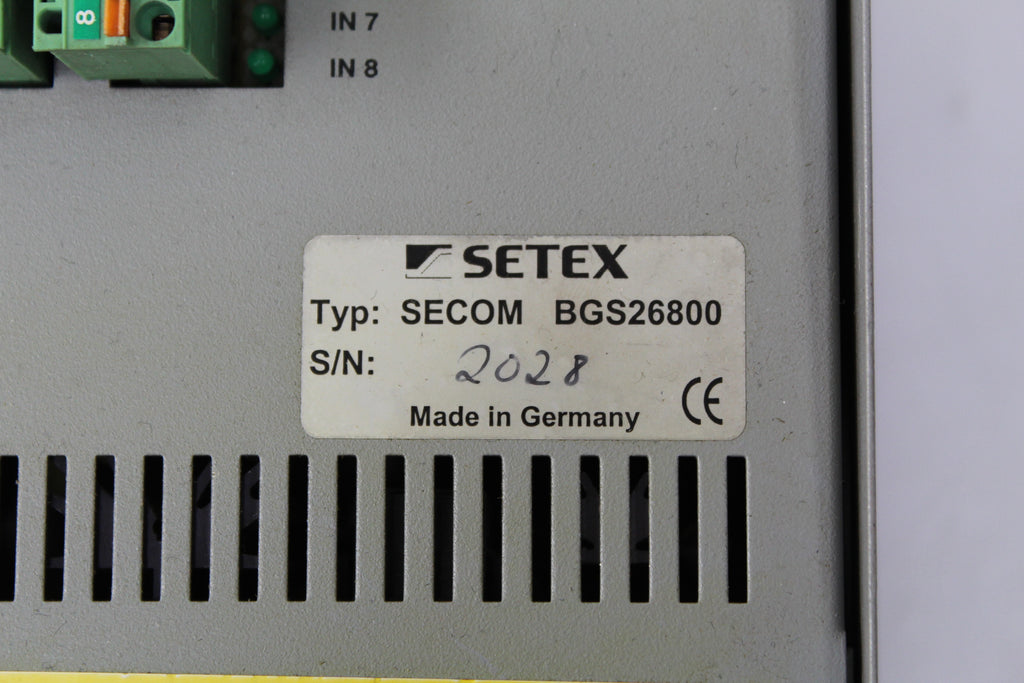 8
IN 7
IN 8
SETEX
Typ: SECOM BGS26800
S/N: 2028
Made in Germany
CE